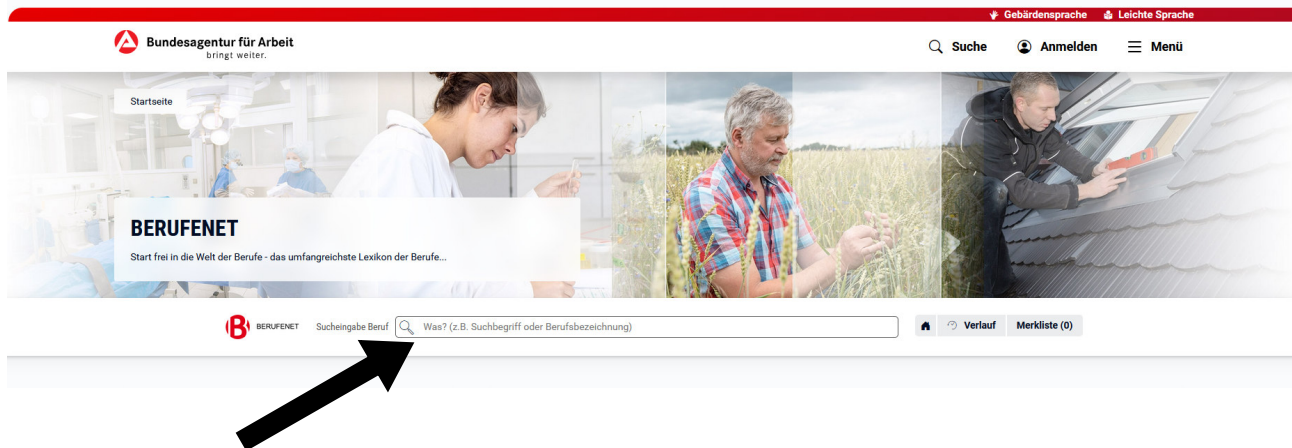 Gebärdensprache Leichte Sprache
Bundesagentur für Arbeit
bringt weiter.
Suche Anmelden Menü
Startseite
BERUFENET
Start frei in die Welt der Berufe - das umfangreichste Lexikon der Berufe...
BERUFENET Sucheingabe Beruf Was? (z.B. Suchbegriff oder Berufsbezeichnung) Verlauf Merkliste (0)